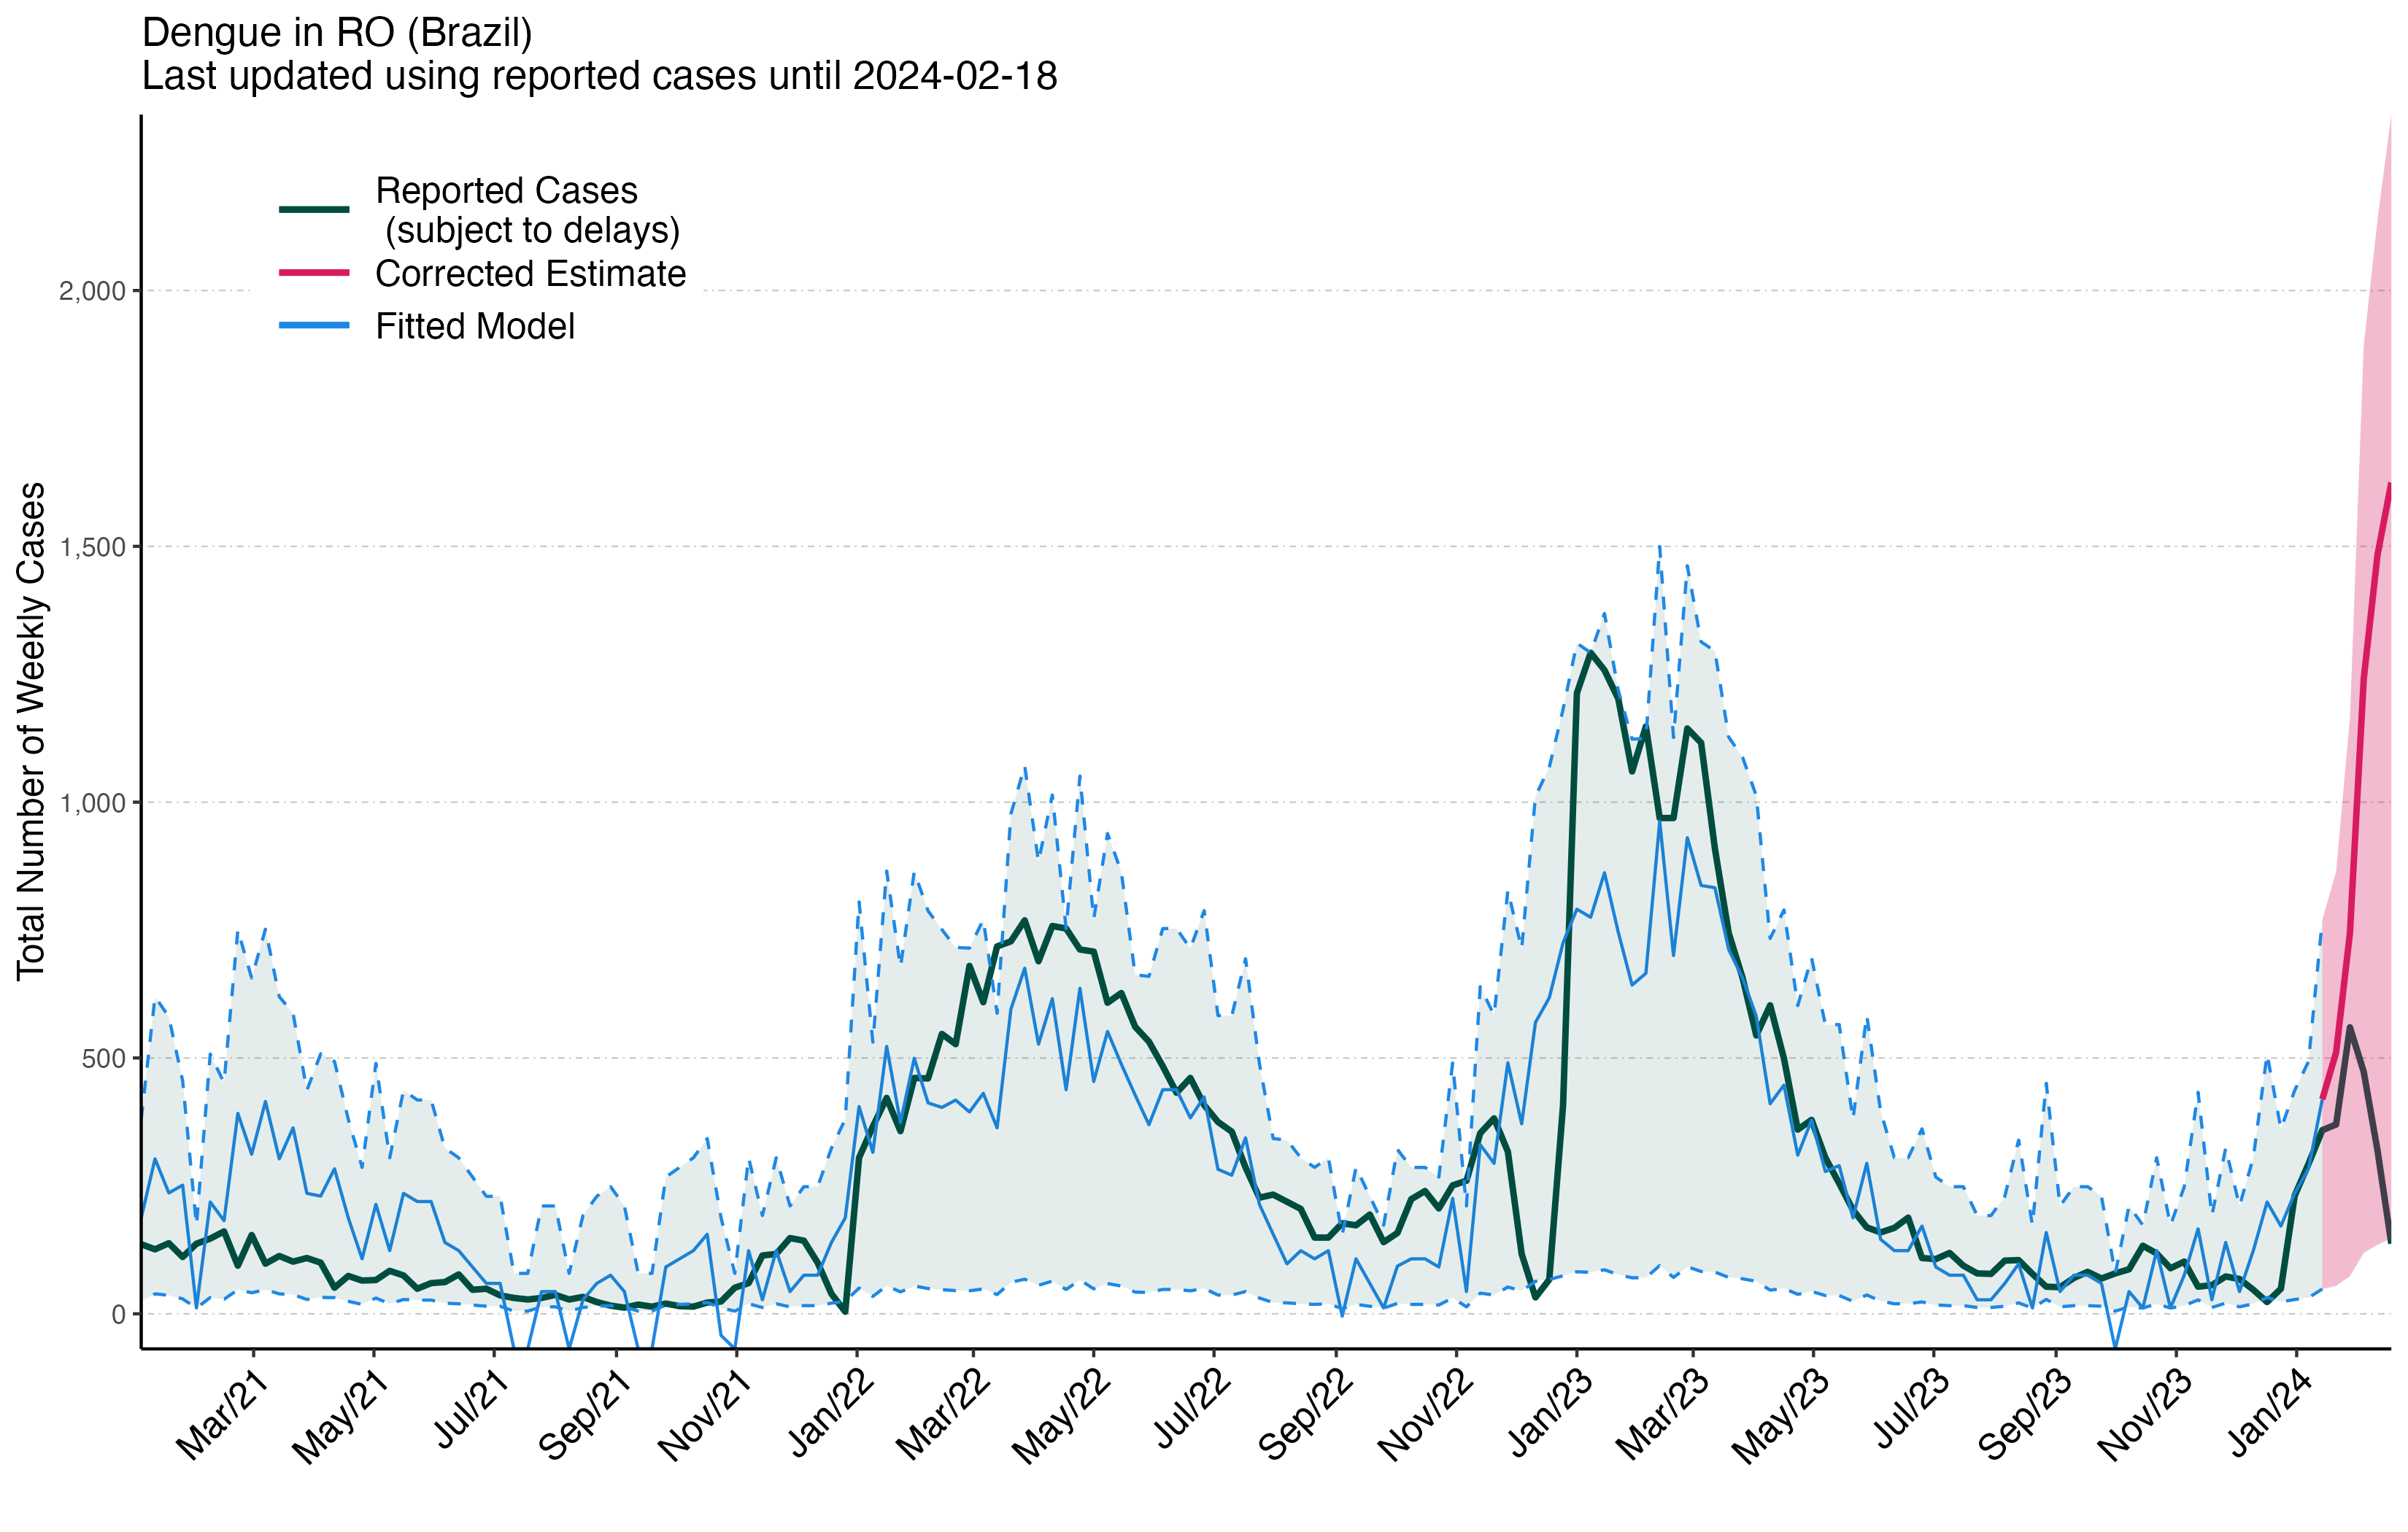 Dengue in RO (Brazil)
Last updated using reported cases until 2024-02-18
Reported Cases
(subject to delays)
Corrected Estimate
Fitted Model
Total Number of Weekly Cases
2,000
1,500
1,000
500
0
Mar/21
May/21
Jul/21
Sep/21
Nov/21
Jan/22
Mar/22
May/22
Jul/22
Sep/22
Nov/22
Jan/23
Mar/23
May/23
Jul/23
Sep/23
Nov/23
Jan/24